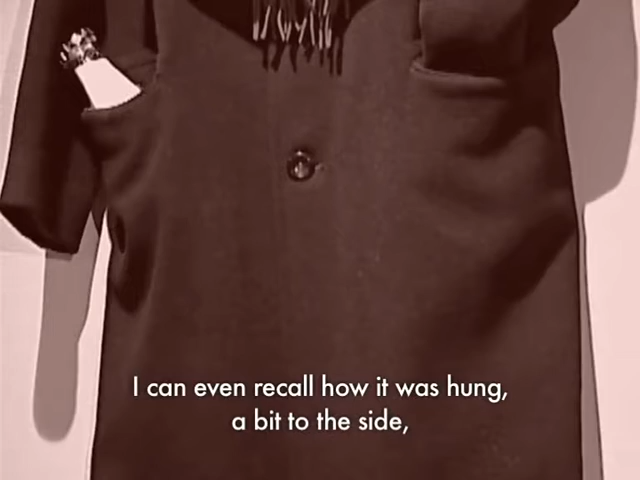 I can even recall how it was hung,
a bit to the side,